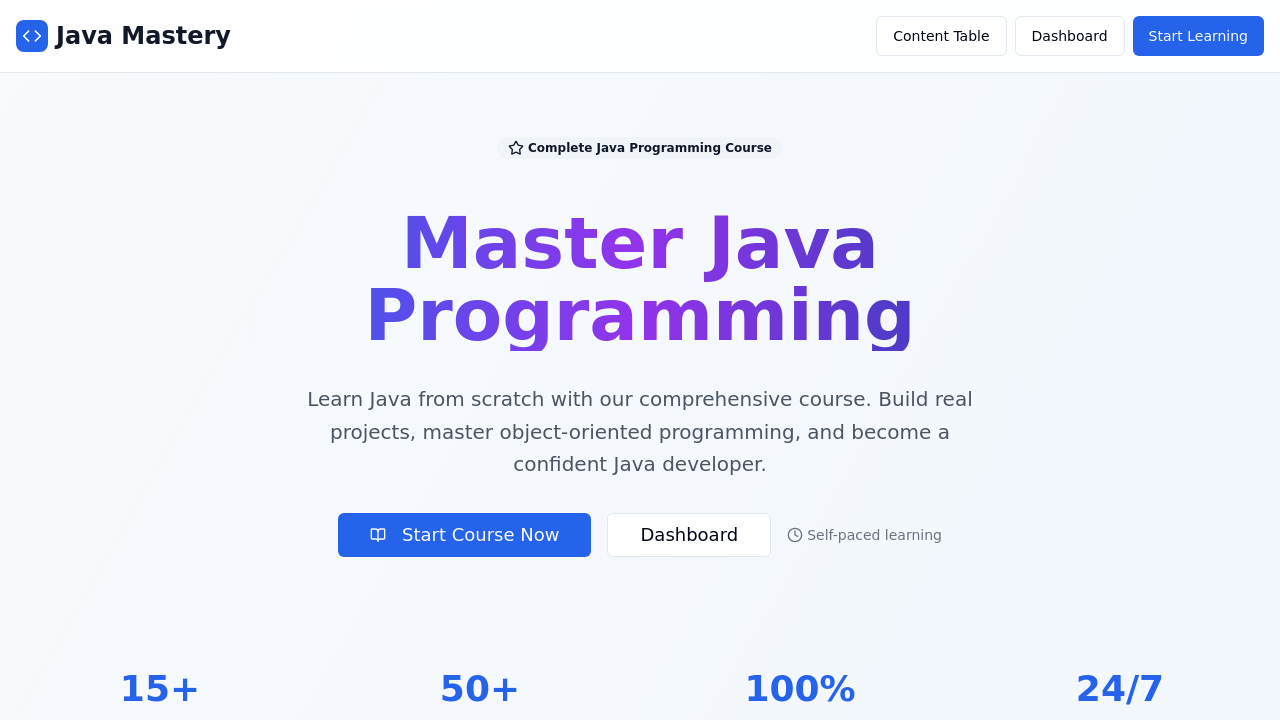 Java Mastery
Content Table
Dashboard
Start Learning
Complete Java Programming Course
Master Java
Programming
Learn Java from scratch with our comprehensive course. Build real
projects, master object-oriented programming, and become a
confident Java developer.
Start Course Now
Dashboard
Self-paced learning
15+
50+
100%
24/7